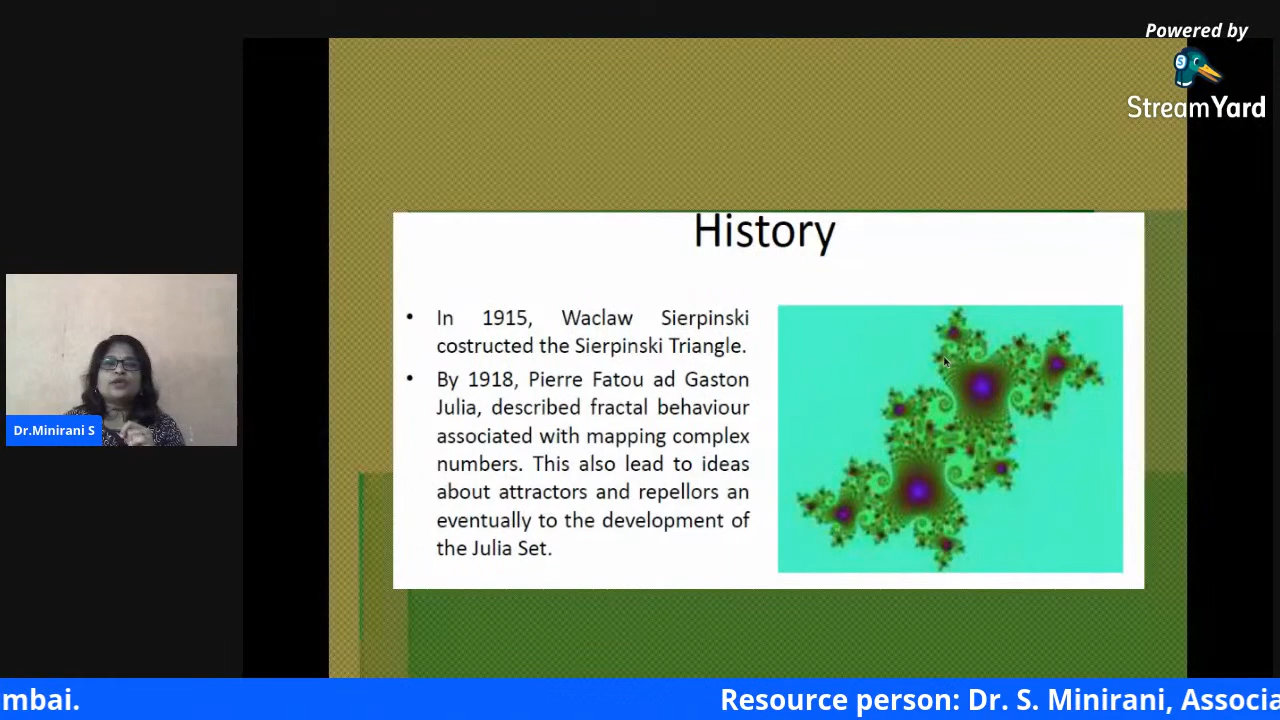 Powered by
StreamYard
History
• In 1915, Waclaw Sierpinski
costructed the Sierpinski Triangle.
• By 1918, Pierre Fatou ad Gaston
Julia, described fractal behaviour
associated with mapping complex
numbers. This also lead to ideas
about attractors and repellors an
eventually to the development of
the Julia Set.
Dr.Minirani S
mbai. Resource person: Dr. S. Minirani, Associa